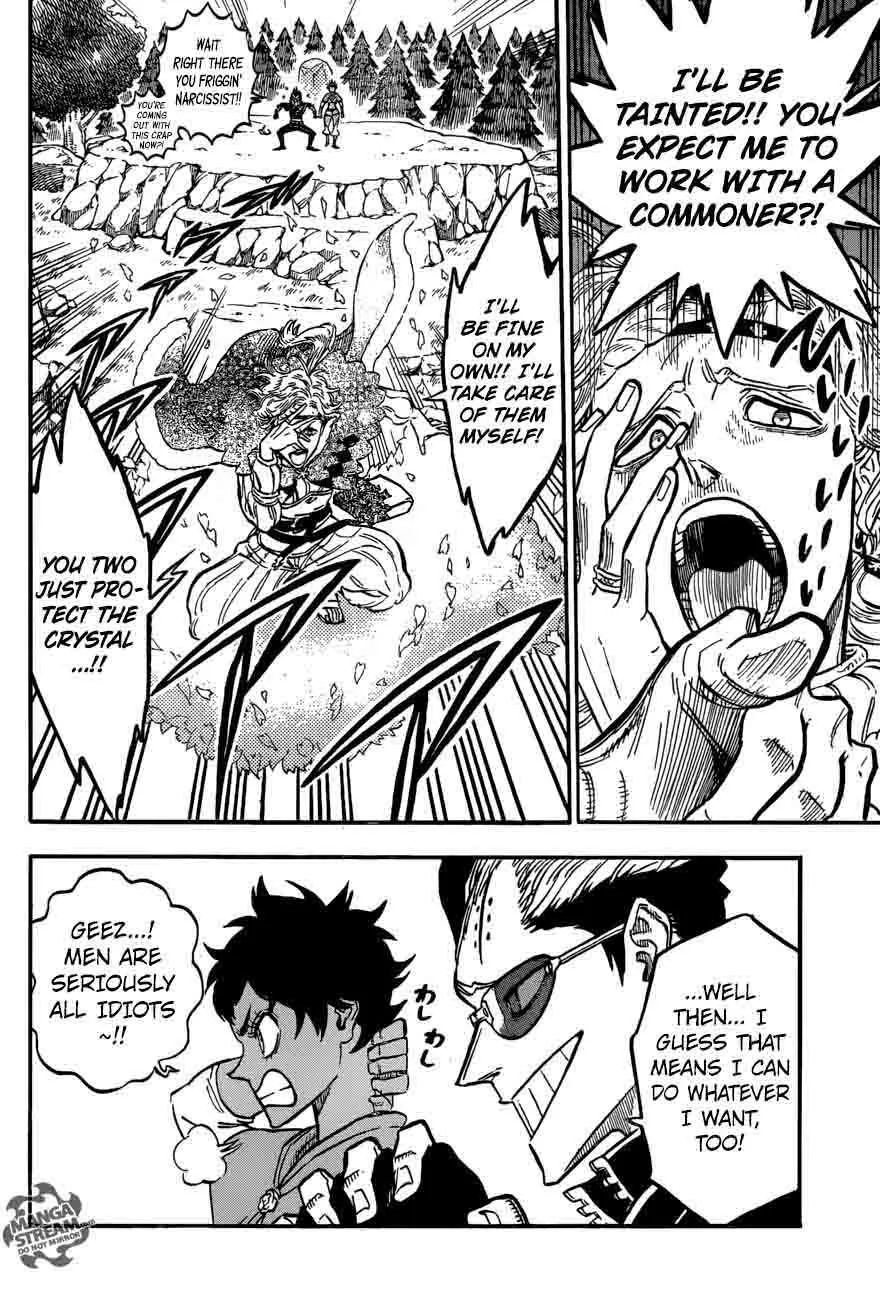 I'LL BE
TAINTED!! YOU
EXPECT ME TO
WORK WITH A
COMMONER?!
WAIT
RIGHT THERE
YOU FRIGGIN'
NARCISSIST!!
YOU'RE
COMING
OUT WITH
THIS CRAP
NOW?!
I'LL
BE FINE
ON MY
OWN!! I'LL
TAKE CARE
OF THEM
MYSELF!
YOU TWO
JUST PRO-
TECT THE
CRYSTAL
...!!
...WELL
THEN... I
GUESS THAT
MEANS I CAN
DO WHATEVER
I WANT,
TOO!
わし
わし
GEEZ...!
MEN ARE
SERIOUSLY
ALL IDIOTS
~!!
MANGA
STREAM
DO NOT MIRROR!